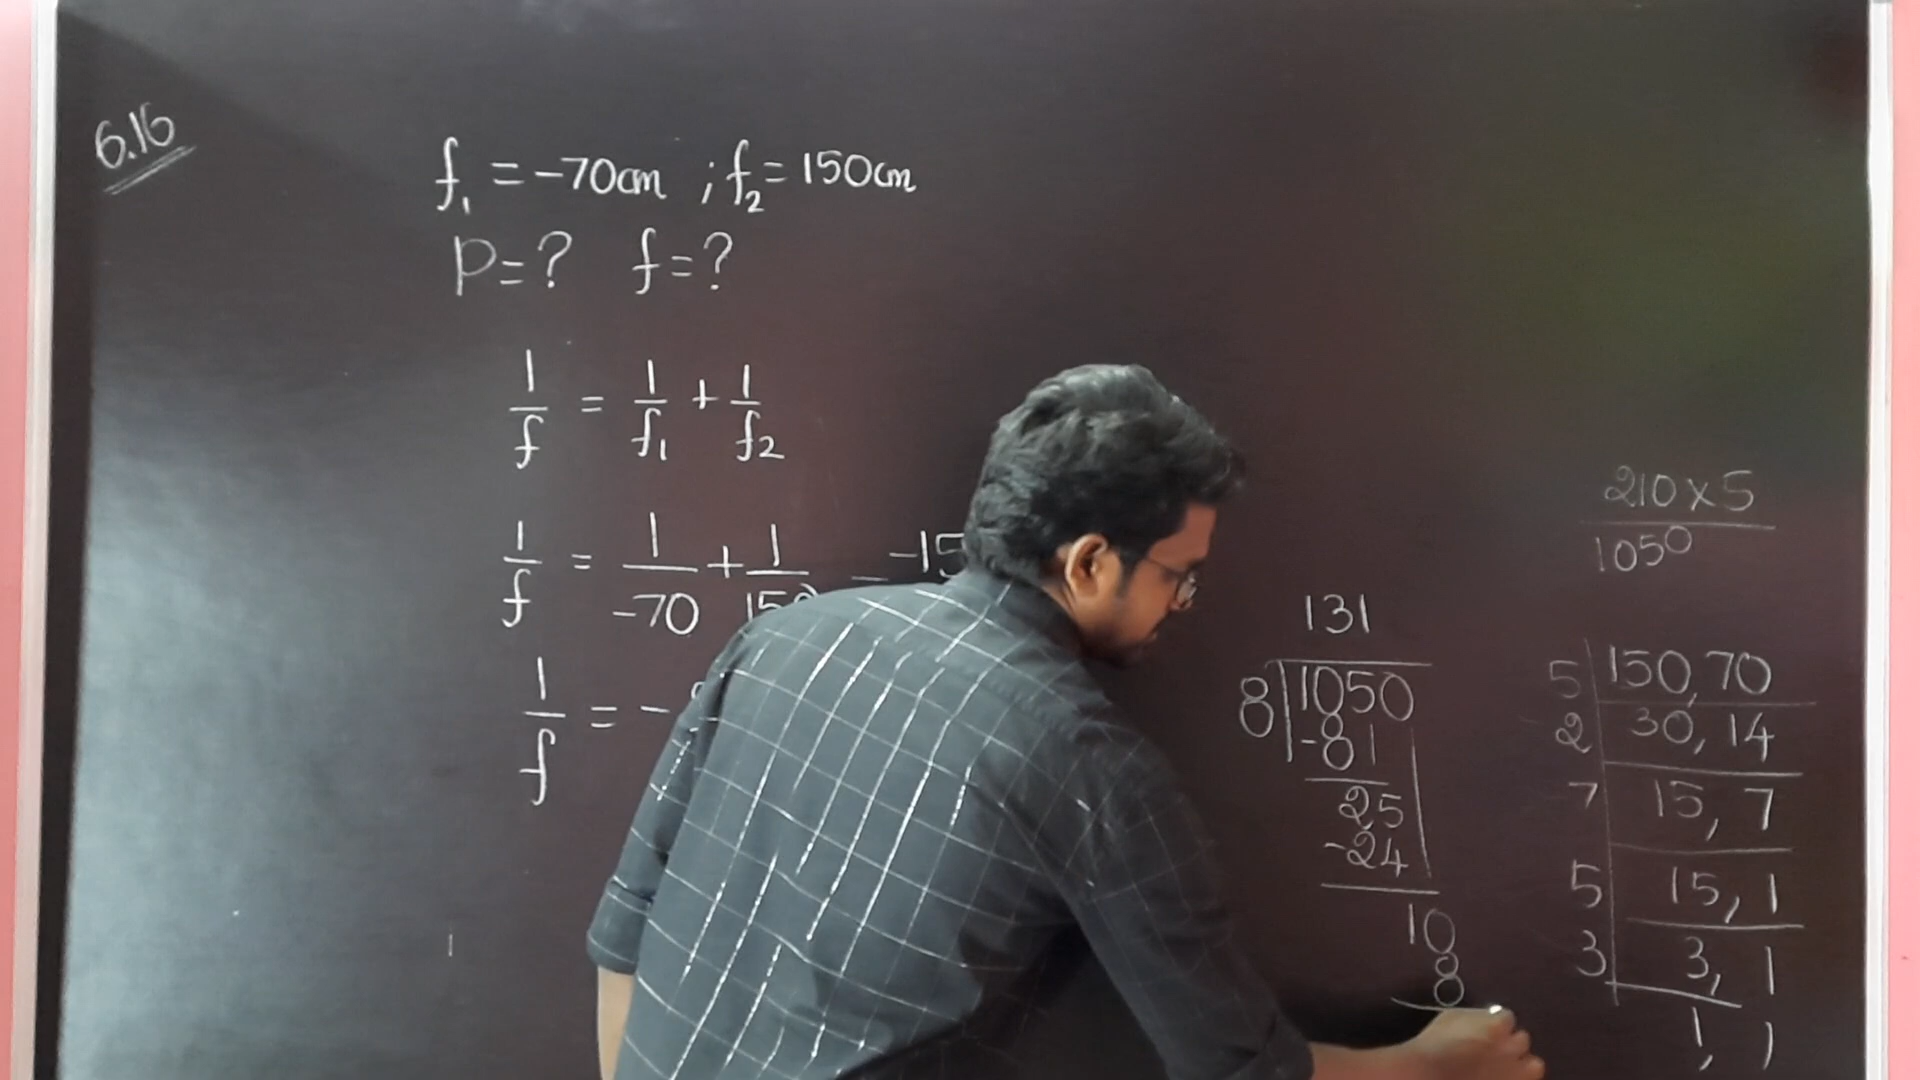 6.16
f₁ = -70cm ; f₂ = 150cm
P = ? f = ?
1/f = 1/f₁ + 1/f₂
1/f = 1/-70 + 1/150 = -15
1/f = -
210 x 5
1050
131
8 | 1050
-8
25
-24
10
8
5 | 150, 70
2 | 30, 14
7 | 15, 7
5 | 15, 1
3 | 3, 1
1, 1